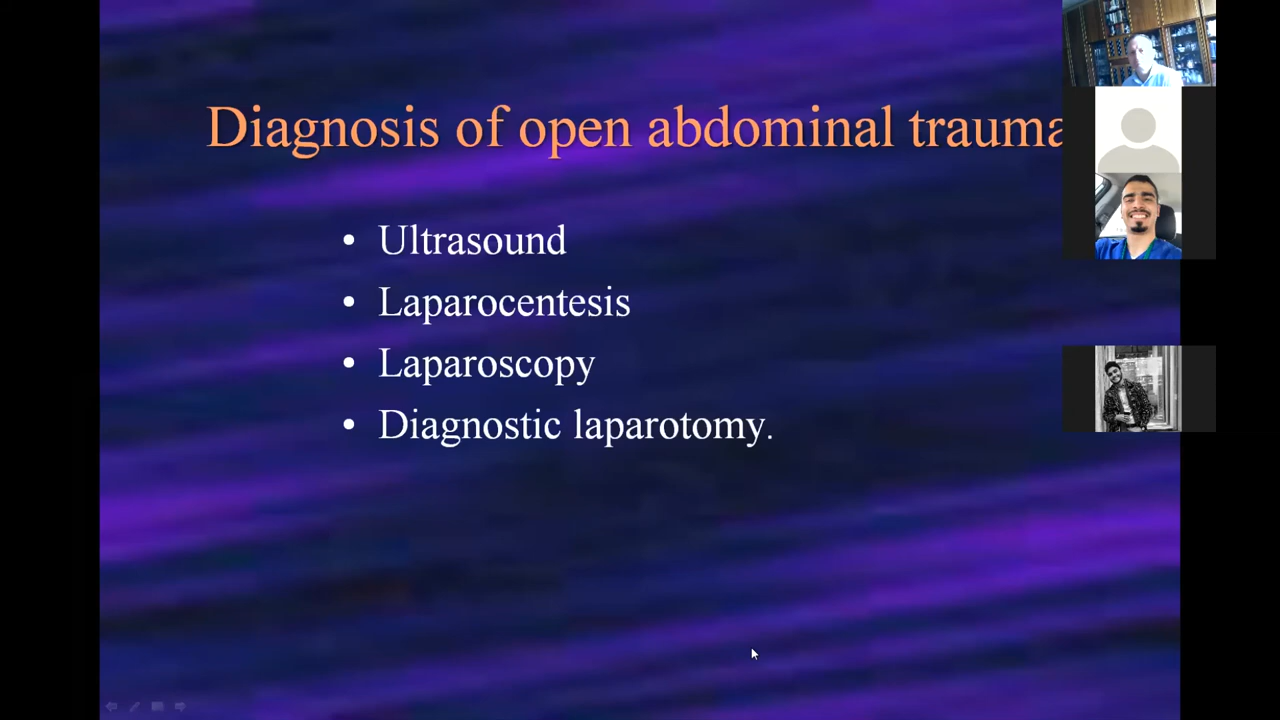 Diagnosis of open abdominal trauma
• Ultrasound
• Laparocentesis
• Laparoscopy
• Diagnostic laparotomy.